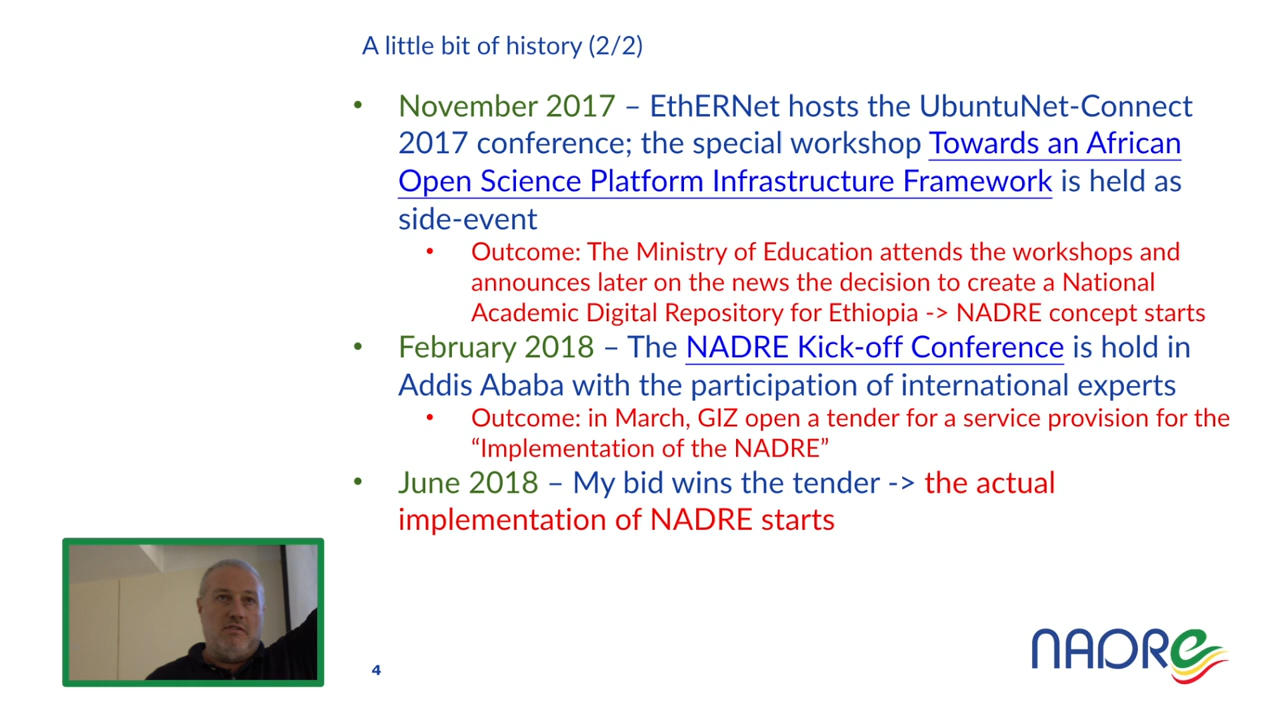 A little bit of history (2/2)
• November 2017 – EthERNet hosts the UbuntuNet-Connect
2017 conference; the special workshop Towards an African
Open Science Platform Infrastructure Framework is held as
side-event
• Outcome: The Ministry of Education attends the workshops and
announces later on the news the decision to create a National
Academic Digital Repository for Ethiopia -> NADRE concept starts
• February 2018 – The NADRE Kick-off Conference is hold in
Addis Ababa with the participation of international experts
• Outcome: in March, GIZ open a tender for a service provision for the
“Implementation of the NADRE”
• June 2018 – My bid wins the tender -> the actual
implementation of NADRE starts
4
NADRe